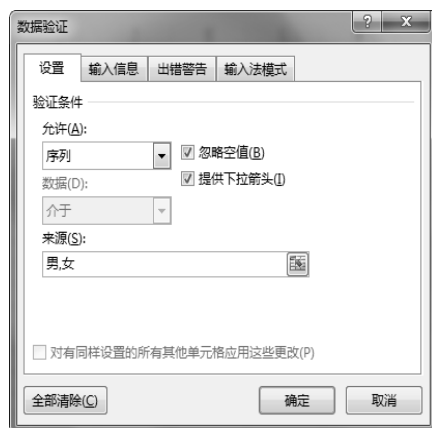 数据验证
? X
设置 输入信息 出错警告 输入法模式
验证条件
允许(A):
序列 忽略空值(B)
数据(D): 提供下拉箭头(I)
介于
来源(S):
男,女
对有同样设置的所有其他单元格应用这些更改(P)
全部清除(C) 确定 取消